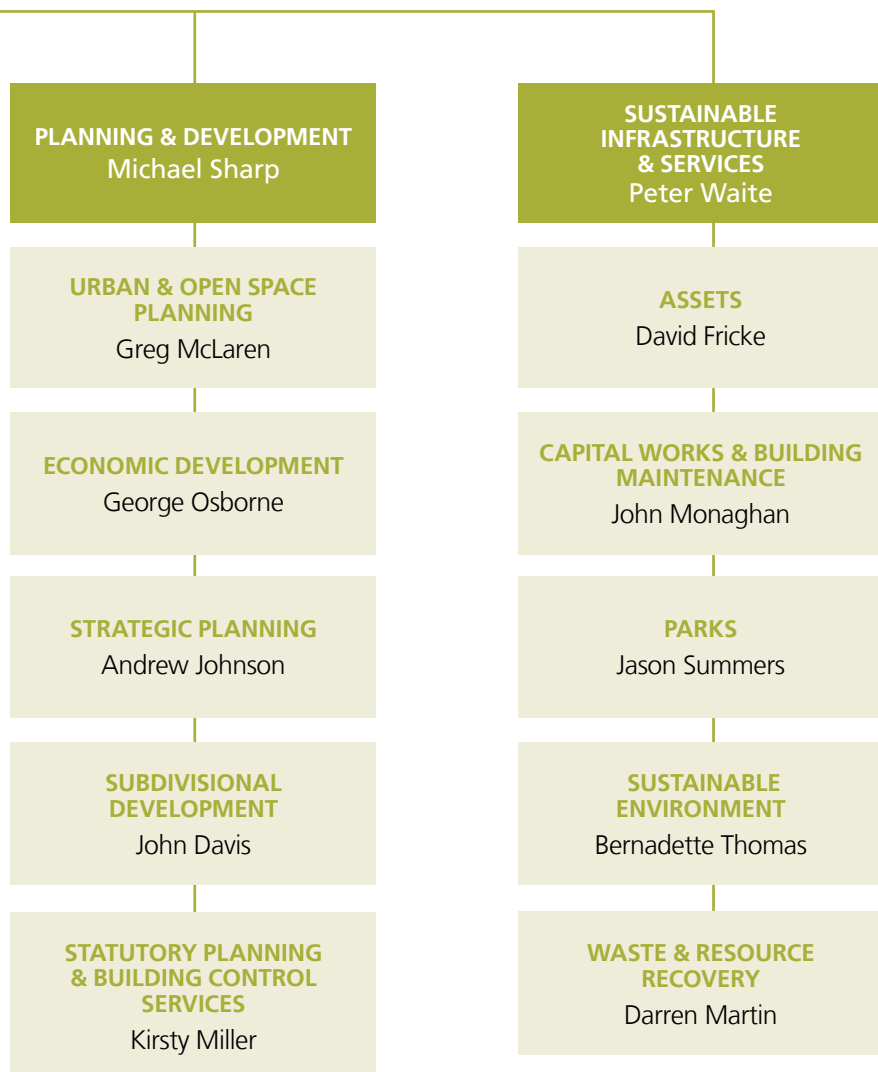 PLANNING & DEVELOPMENT
Michael Sharp
URBAN & OPEN SPACE
PLANNING
Greg McLaren
ECONOMIC DEVELOPMENT
George Osborne
STRATEGIC PLANNING
Andrew Johnson
SUBDIVISIONAL
DEVELOPMENT
John Davis
STATUTORY PLANNING
& BUILDING CONTROL
SERVICES
Kirsty Miller
SUSTAINABLE
INFRASTRUCTURE
& SERVICES
Peter Waite
ASSETS
David Fricke
CAPITAL WORKS & BUILDING
MAINTENANCE
John Monaghan
PARKS
Jason Summers
SUSTAINABLE
ENVIRONMENT
Bernadette Thomas
WASTE & RESOURCE
RECOVERY
Darren Martin